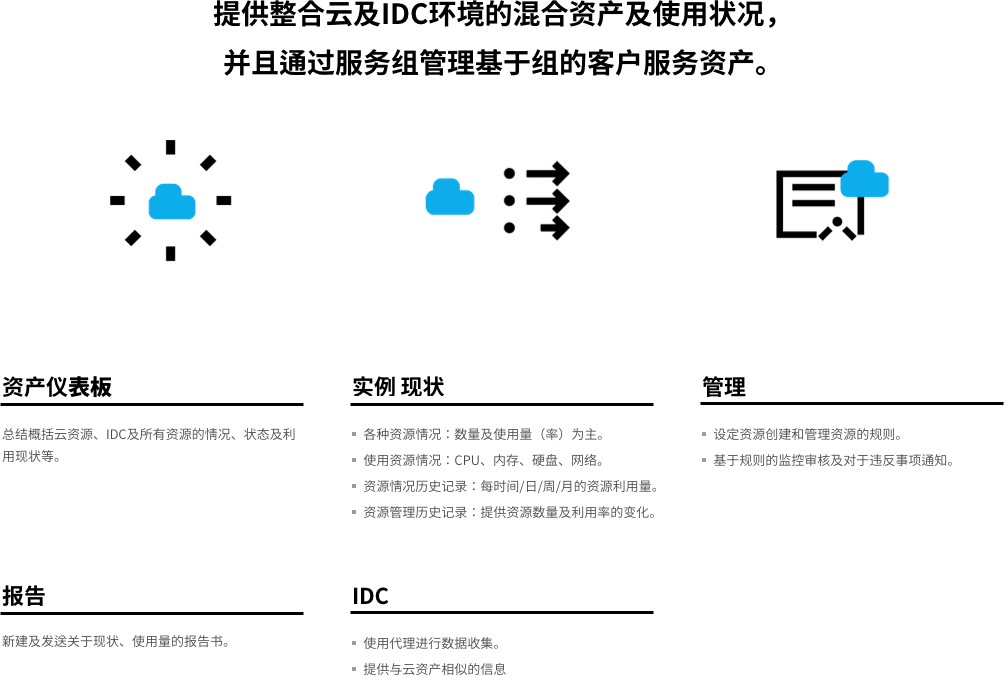 提供整合云及IDC环境的混合资产及使用状况，
并且通过服务组管理基于组的客户服务资产。
资产仪表板
总结概括云资源、IDC及所有资源的情况、状态及利
用现状等。
实例 现状
各种资源情况：数量及使用量（率）为主。
使用资源情况：CPU、内存、硬盘、网络。
资源情况历史记录：每时间/日/周/月的资源利用量。
资源管理历史记录：提供资源数量及利用率的变化。
管理
设定资源创建和管理资源的规则。
基于规则的监控审核及对于违反事项通知。
报告
新建及发送关于现状、使用量的报告书。
IDC
使用代理进行数据收集。
提供与云资产相似的信息